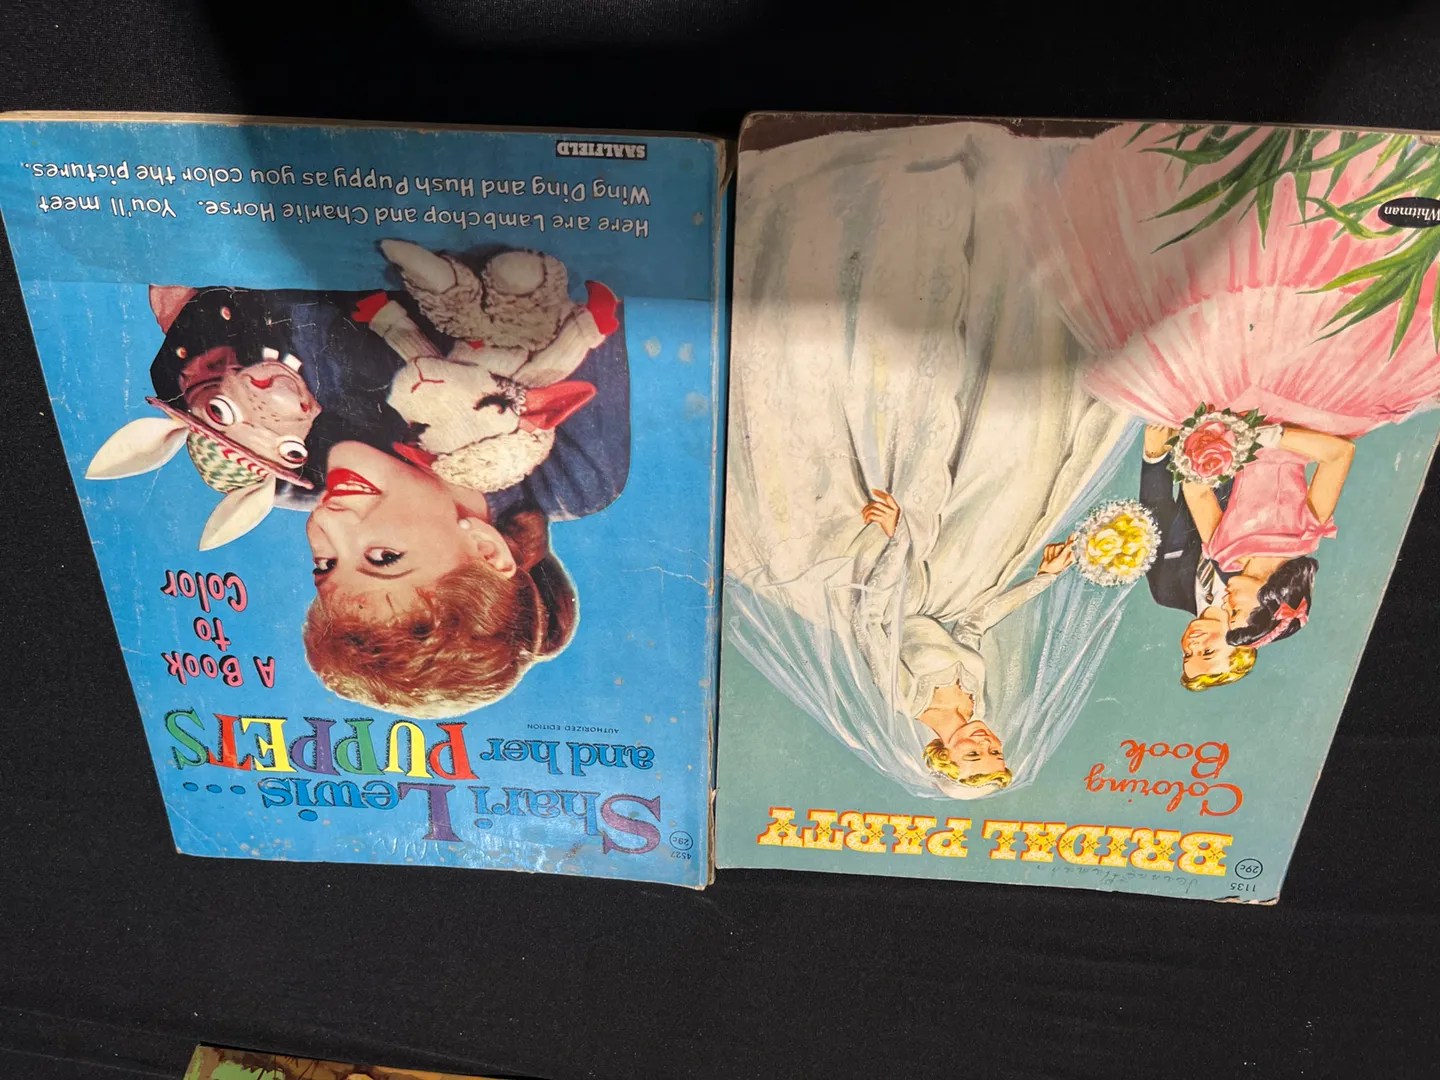 4527
29¢
Shari Lewis...
and her PUPPETS
AUTHORIZED EDITION
A Book
to
Color
Here are Lambchop and Charlie Horse. You'll meet
Wing Ding and Hush Puppy as you color the pictures.
SAALFIELD
1135
29¢
BRIDAL PARTY
Coloring
Book
Whitman